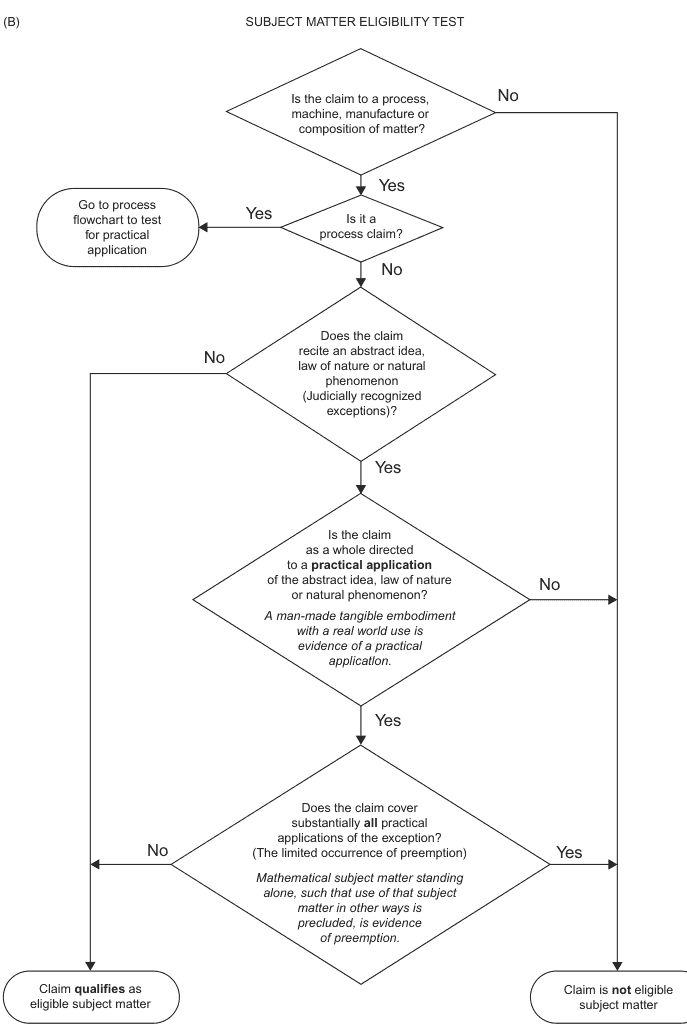 (B)
SUBJECT MATTER ELIGIBILITY TEST
Is the claim to a process,
machine, manufacture or
composition of matter?
No
Yes
Go to process
flowchart to test
for practical
application
Yes
Is it a
process claim?
No
Does the claim
recite an abstract idea,
law of nature or natural
phenomenon
(Judicially recognized
exceptions)?
No
Yes
Is the claim
as a whole directed
to a practical application
of the abstract idea, law of nature
or natural phenomenon?
A man-made tangible embodiment
with a real world use is
evidence of a practical
application.
No
Yes
Does the claim cover
substantially all practical
applications of the exception?
(The limited occurrence of preemption)
Mathematical subject matter standing
alone, such that use of that subject
matter in other ways is
precluded, is evidence
of preemption.
No
Yes
Claim qualifies as
eligible subject matter
Claim is not eligible
subject matter